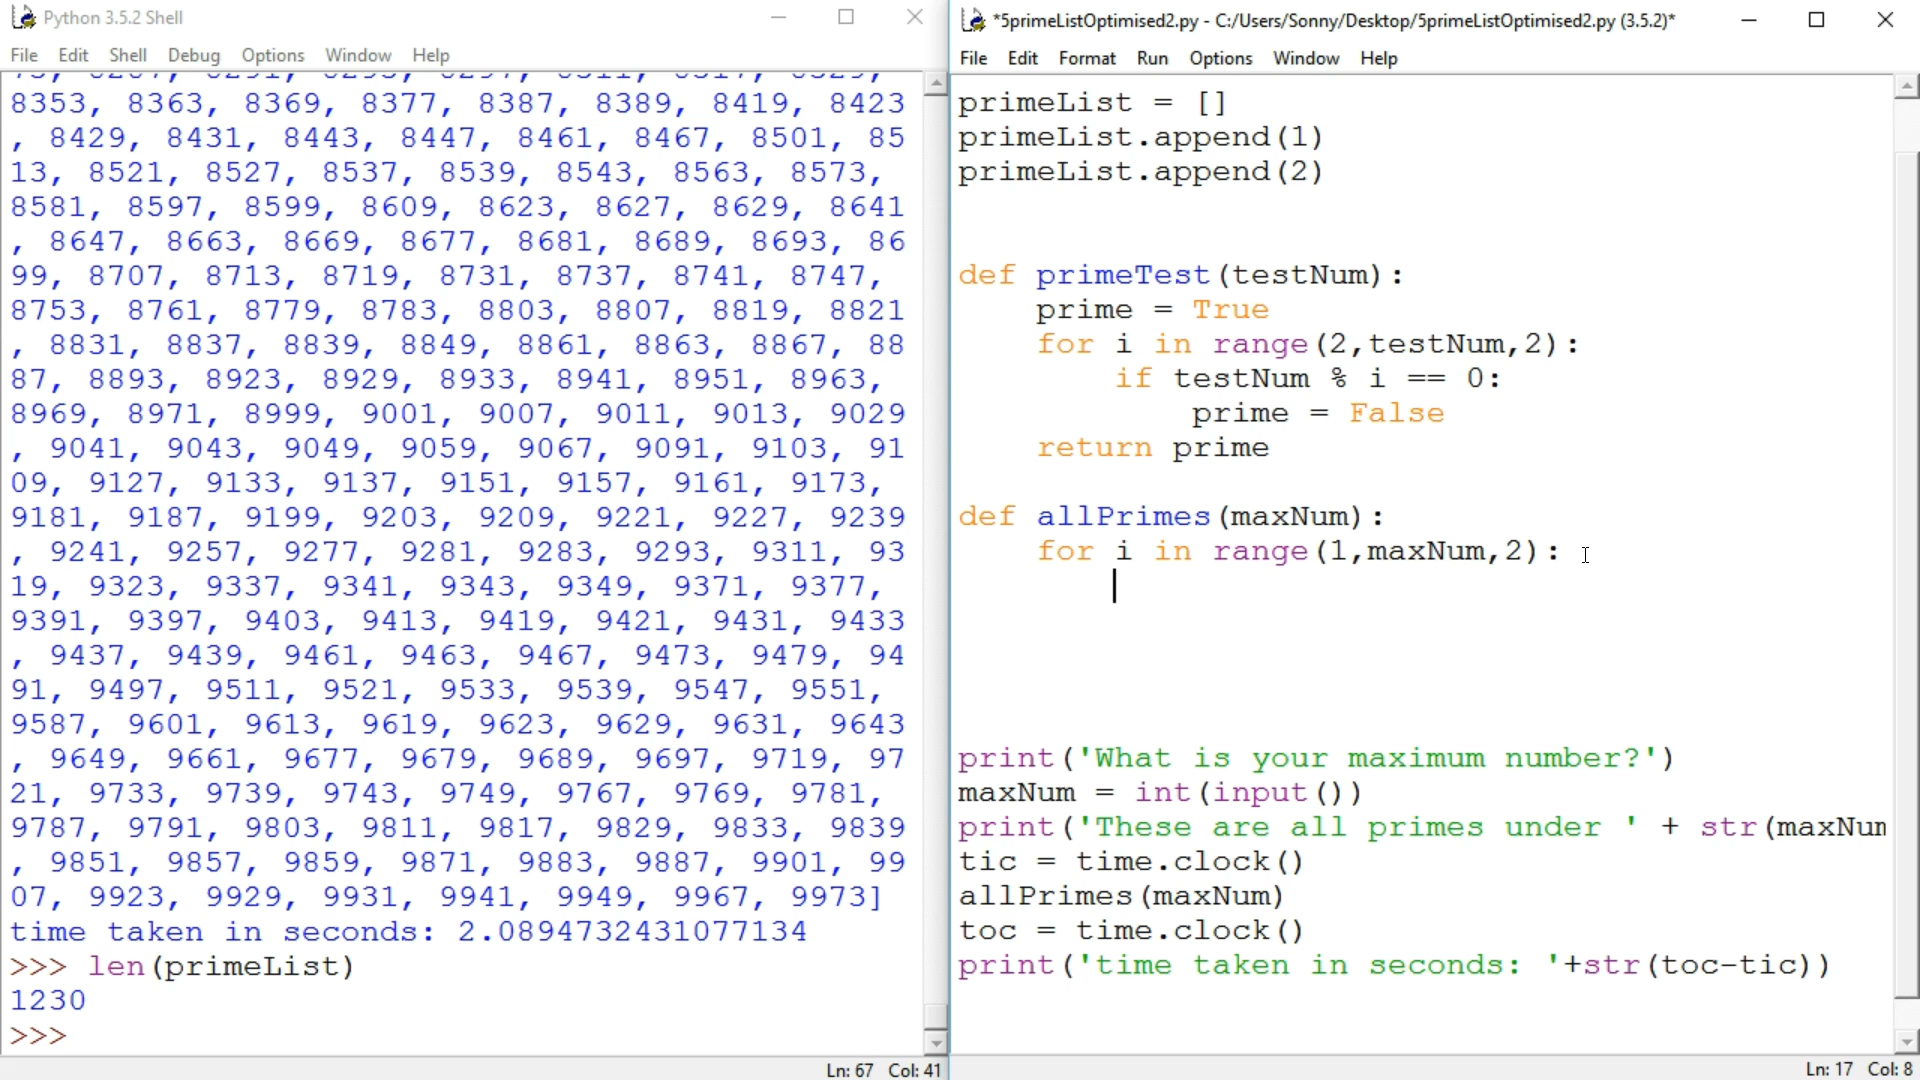 Python 3.5.2 Shell
File Edit Shell Debug Options Window Help
8353, 8363, 8369, 8377, 8387, 8389, 8419, 8423
, 8429, 8431, 8443, 8447, 8461, 8467, 8501, 85
13, 8521, 8527, 8537, 8539, 8543, 8563, 8573,
8581, 8597, 8599, 8609, 8623, 8627, 8629, 8641
, 8647, 8663, 8669, 8677, 8681, 8689, 8693, 86
99, 8707, 8713, 8719, 8731, 8737, 8741, 8747,
8753, 8761, 8779, 8783, 8803, 8807, 8819, 8821
, 8831, 8837, 8839, 8849, 8861, 8863, 8867, 88
87, 8893, 8923, 8929, 8933, 8941, 8951, 8963,
8969, 8971, 8999, 9001, 9007, 9011, 9013, 9029
, 9041, 9043, 9049, 9059, 9067, 9091, 9103, 91
09, 9127, 9133, 9137, 9151, 9157, 9161, 9173,
9181, 9187, 9199, 9203, 9209, 9221, 9227, 9239
, 9241, 9257, 9277, 9281, 9283, 9293, 9311, 93
19, 9323, 9337, 9341, 9343, 9349, 9371, 9377,
9391, 9397, 9403, 9413, 9419, 9421, 9431, 9433
, 9437, 9439, 9461, 9463, 9467, 9473, 9479, 94
91, 9497, 9511, 9521, 9533, 9539, 9547, 9551,
9587, 9601, 9613, 9619, 9623, 9629, 9631, 9643
, 9649, 9661, 9677, 9679, 9689, 9697, 9719, 97
21, 9733, 9739, 9743, 9749, 9767, 9769, 9781,
9787, 9791, 9803, 9811, 9817, 9829, 9833, 9839
, 9851, 9857, 9859, 9871, 9883, 9887, 9901, 99
07, 9923, 9929, 9931, 9941, 9949, 9967, 9973]
time taken in seconds: 2.0894732431077134
>>> len(primeList)
1230
>>>
Ln: 67 Col: 41
*5primeListOptimised2.py - C:/Users/Sonny/Desktop/5primeListOptimised2.py (3.5.2)*
File Edit Format Run Options Window Help
primeList = []
primeList.append(1)
primeList.append(2)
def primeTest(testNum):
    prime = True
    for i in range(2,testNum,2):
        if testNum % i == 0:
            prime = False
    return prime
def allPrimes(maxNum):
    for i in range(1,maxNum,2):
print('What is your maximum number?')
maxNum = int(input())
print('These are all primes under ' + str(maxNum
tic = time.clock()
allPrimes(maxNum)
toc = time.clock()
print('time taken in seconds: '+str(toc-tic))
Ln: 17 Col: 8